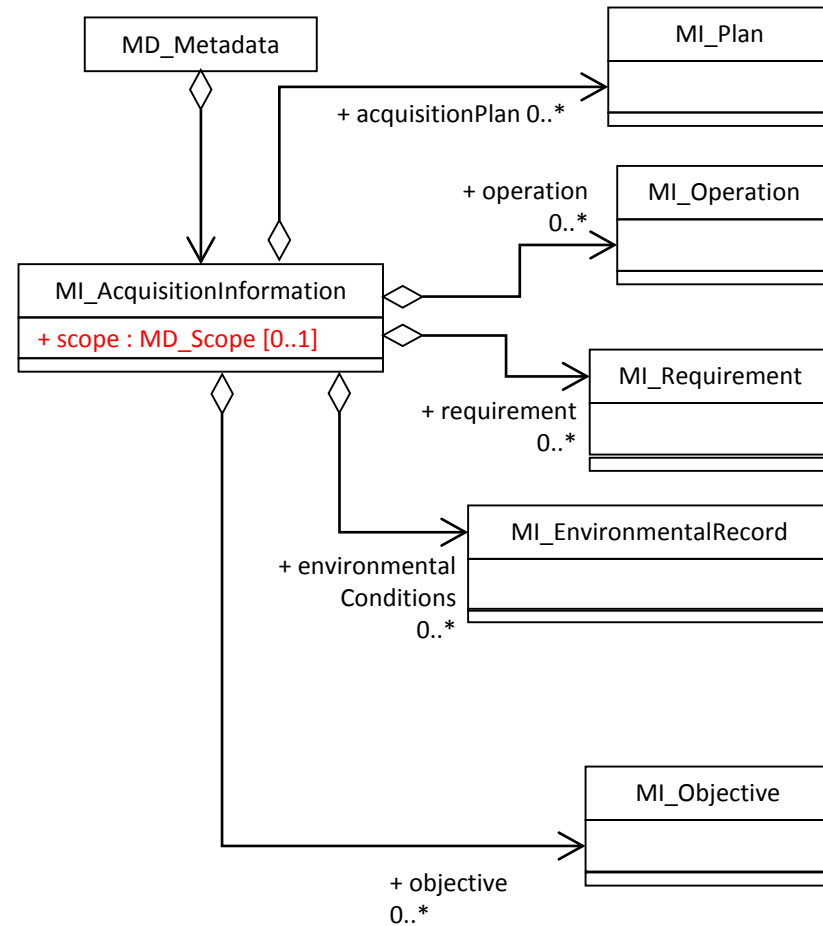 MD_Metadata
MI_Plan
+ acquisitionPlan 0..*
+ operation
0..*
MI_Operation
MI_AcquisitionInformation
+ scope : MD_Scope [0..1]
MI_Requirement
+ requirement
0..*
MI_EnvironmentalRecord
+ environmental
Conditions
0..*
MI_Objective
+ objective
0..*